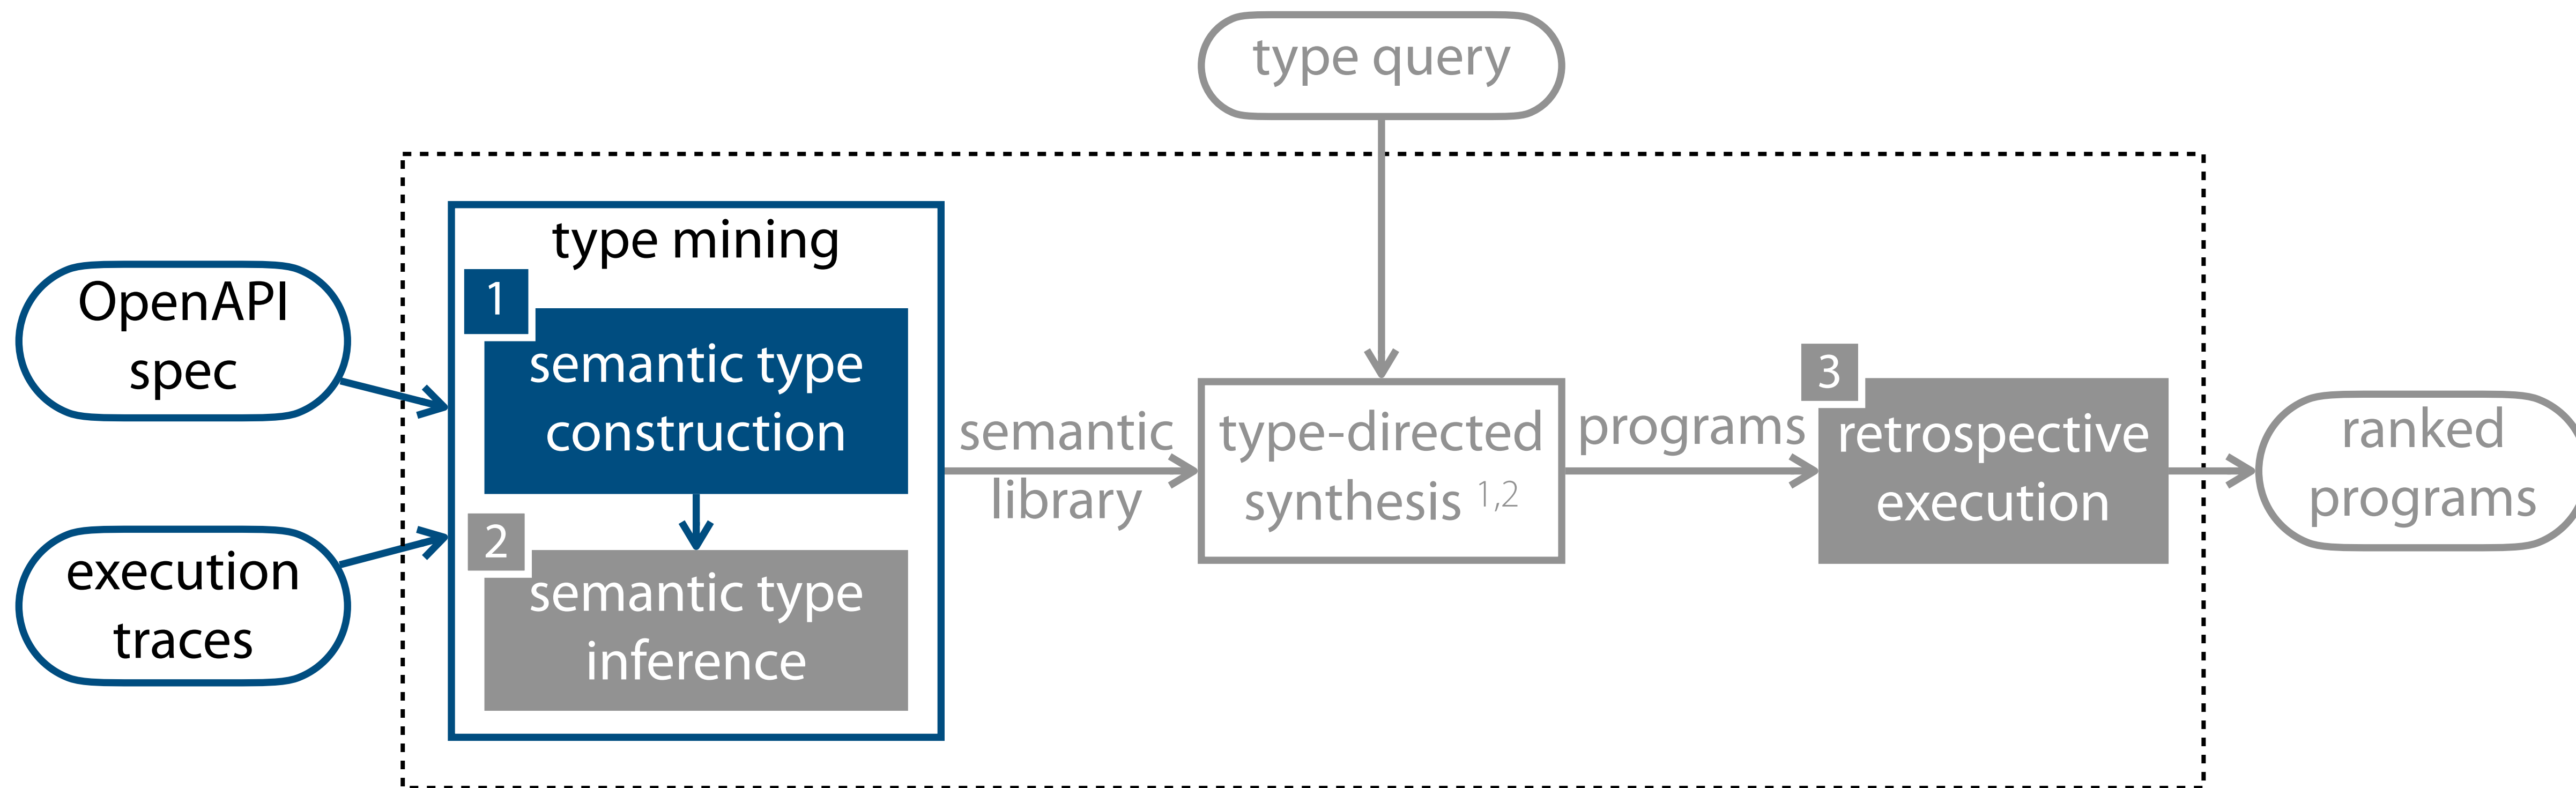 type query
type mining
OpenAPI
spec
1
semantic type
construction
2
semantic type
inference
execution
traces
semantic
library
type-directed
synthesis 1,2
programs
3
retrospective
execution
ranked
programs